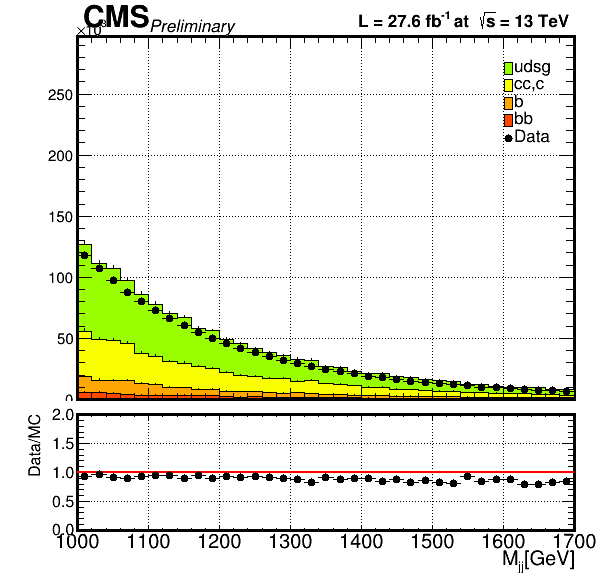 CMS Preliminary L = 27.6 fb⁻¹ at √s = 13 TeV
×10³
udsg
cc,c
b
bb
Data
250
200
150
100
50
0
Data/MC
2.0
1.5
1.0
0.5
0.0
1000 1100 1200 1300 1400 1500 1600 1700
M_jj[GeV]